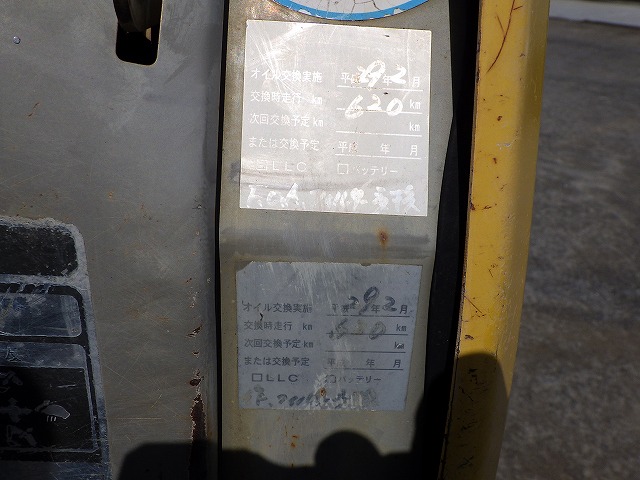 オイル交換実施 平成29年2月
交換時走行 km 620 km
次回交換予定 km km
または交換予定 平成 年 月
□LLC □バッテリー
オイル交換実施 平成29年2月
交換時走行 km 620 km
次回交換予定 km km
または交換予定 平成 年 月
□LLC □バッテリー